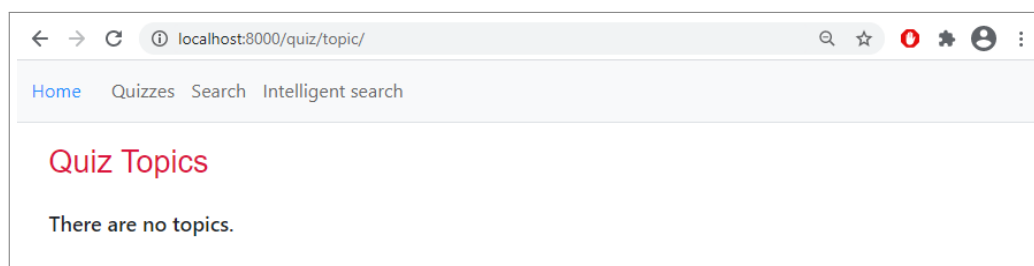 localhost:8000/quiz/topic/
Home Quizzes Search Intelligent search
Quiz Topics
There are no topics.